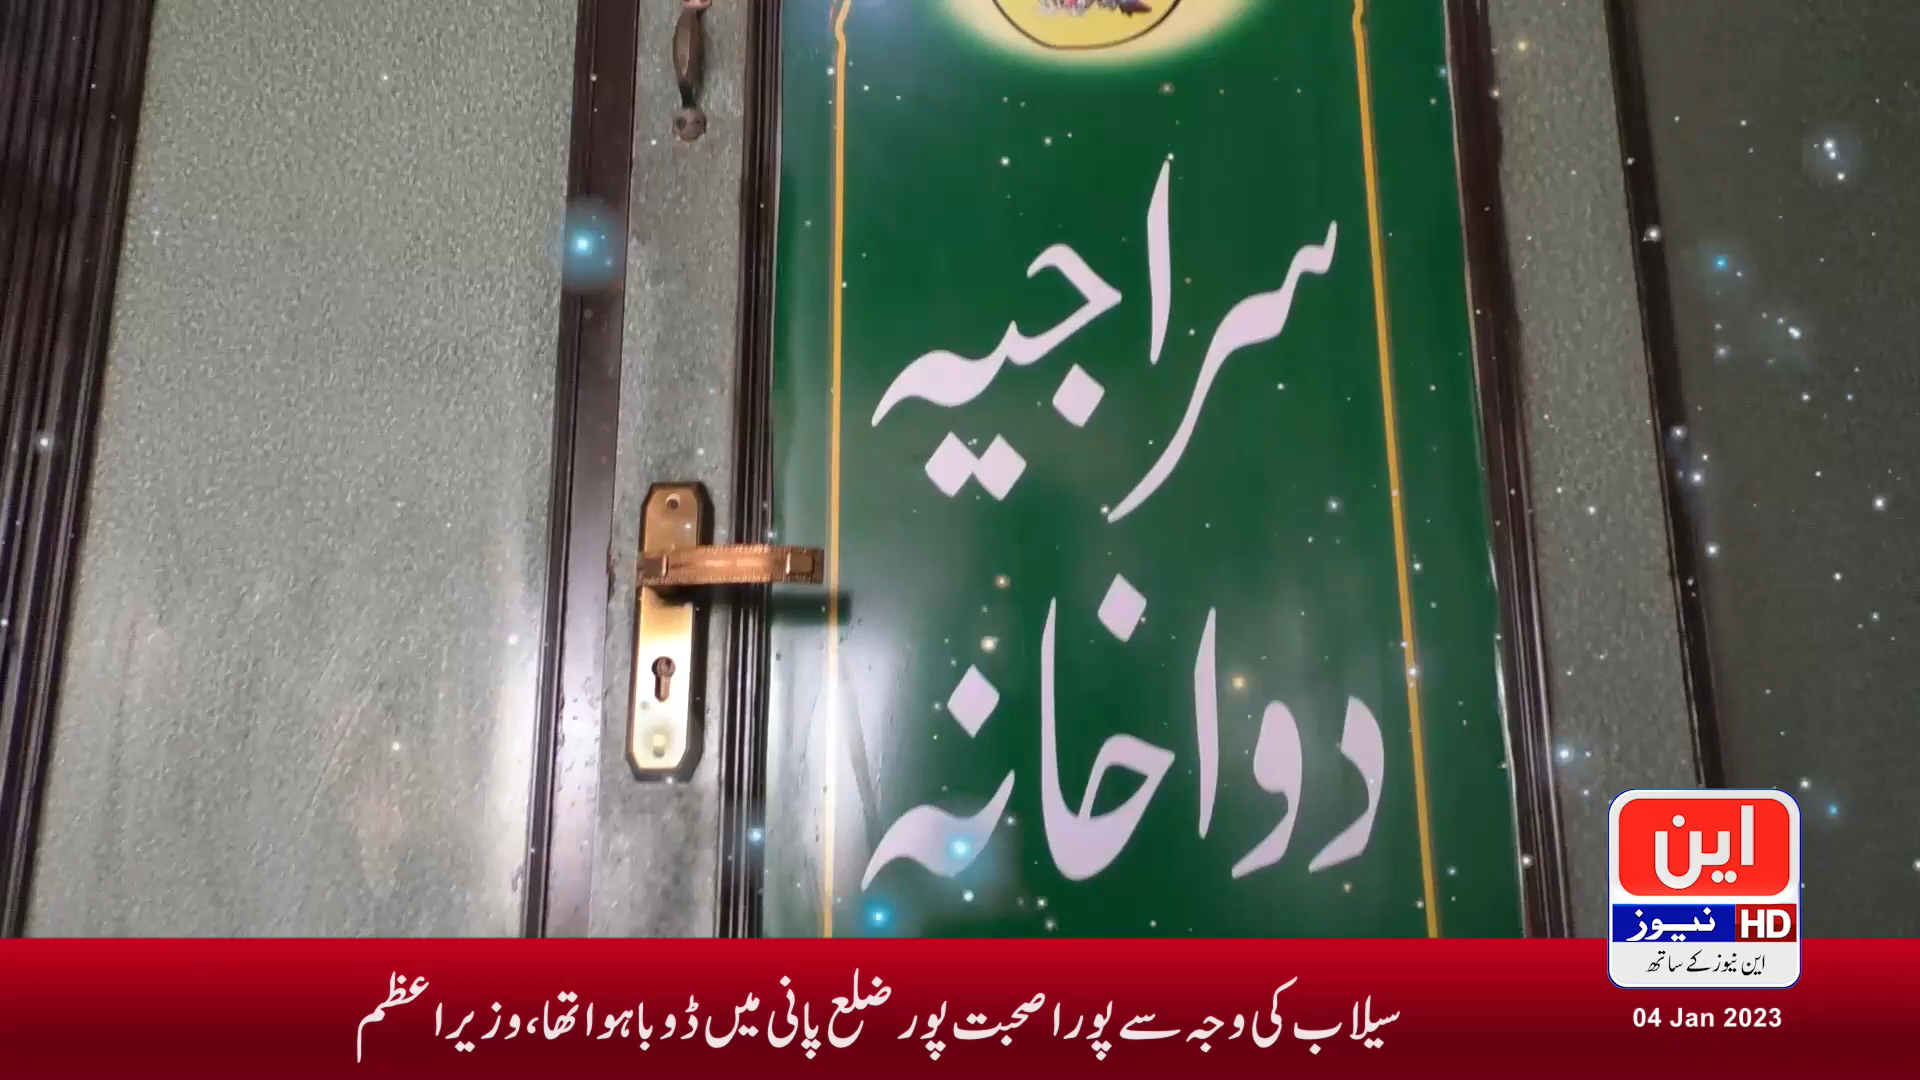 سراجیہ
دواخانہ
این
نیوز HD
این نیوز کے ساتھ
سیلاب کی وجہ سے پورا صحبت پور ضلع پانی میں ڈوبا ہوا تھا، وزیراعظم
04 Jan 2023